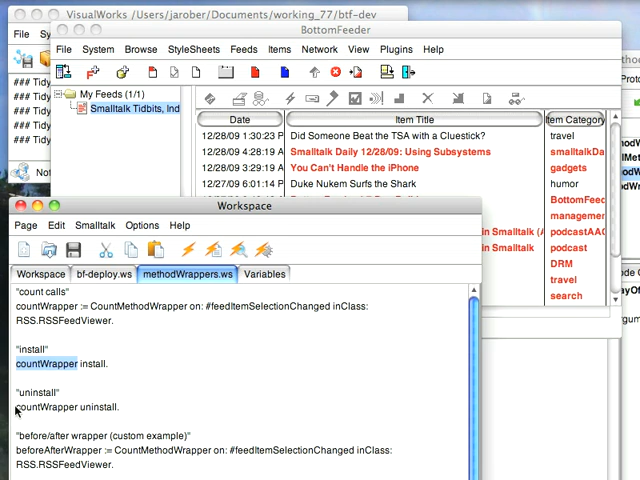 VisualWorks /Users/jarober/Documents/working_77/btf-dev
File
BottomFeeder
File System Browse StyleSheets Feeds Items Network View Plugins Help
### Tidy
### Tidy
### Tidy
### Tidy
### Tidy
My Feeds (1/1)
Smalltalk Tidbits, Ind
Date Item Title Item Category
12/28/09 1:30:23 P Did Someone Beat the TSA with a Cluestick? travel
12/28/09 4:28:19 A Smalltalk Daily 12/28/09: Using Subsystems smalltalkDa
12/28/09 3:29:19 A You Can't Handle the iPhone gadgets
12/27/09 6:01:14 P Duke Nukem Surfs the Shark humor
BottomFeed
managemen
in Smalltalk (A podcastAAC
in Smalltalk podcast
DRM
travel
search
Workspace
Page Edit Smalltalk Options Help
Workspace bf-deploy.ws methodWrappers.ws Variables
"count calls"
countWrapper := CountMethodWrapper on: #feedItemSelectionChanged inClass:
RSS.RSSFeedViewer.
"install"
countWrapper install.
"uninstall"
countWrapper uninstall.
"before/after wrapper (custom example)"
beforeAfterWrapper := CountMethodWrapper on: #feedItemSelectionChanged inClass:
RSS.RSSFeedViewer.